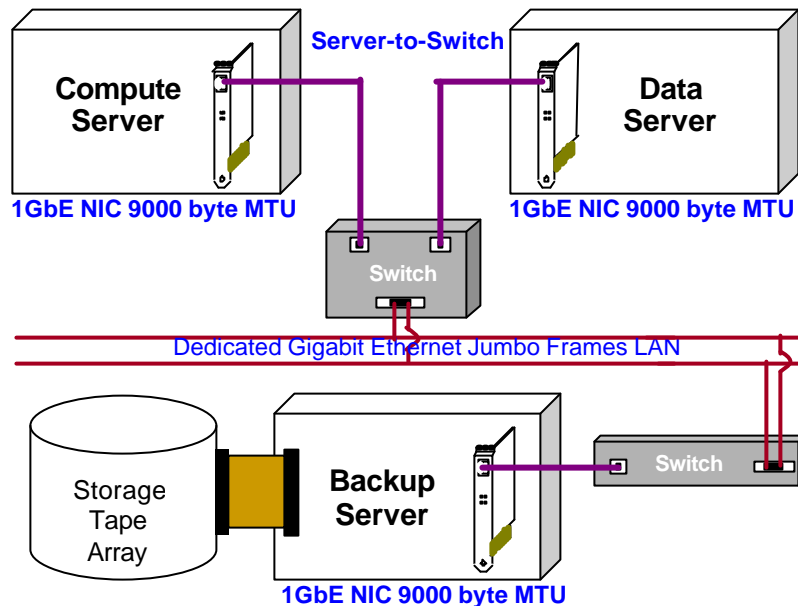 Server-to-Switch
Compute
Server
Data
Server
1GbE NIC 9000 byte MTU
1GbE NIC 9000 byte MTU
Switch
Dedicated Gigabit Ethernet Jumbo Frames LAN
Storage
Tape
Array
Backup
Server
Switch
1GbE NIC 9000 byte MTU